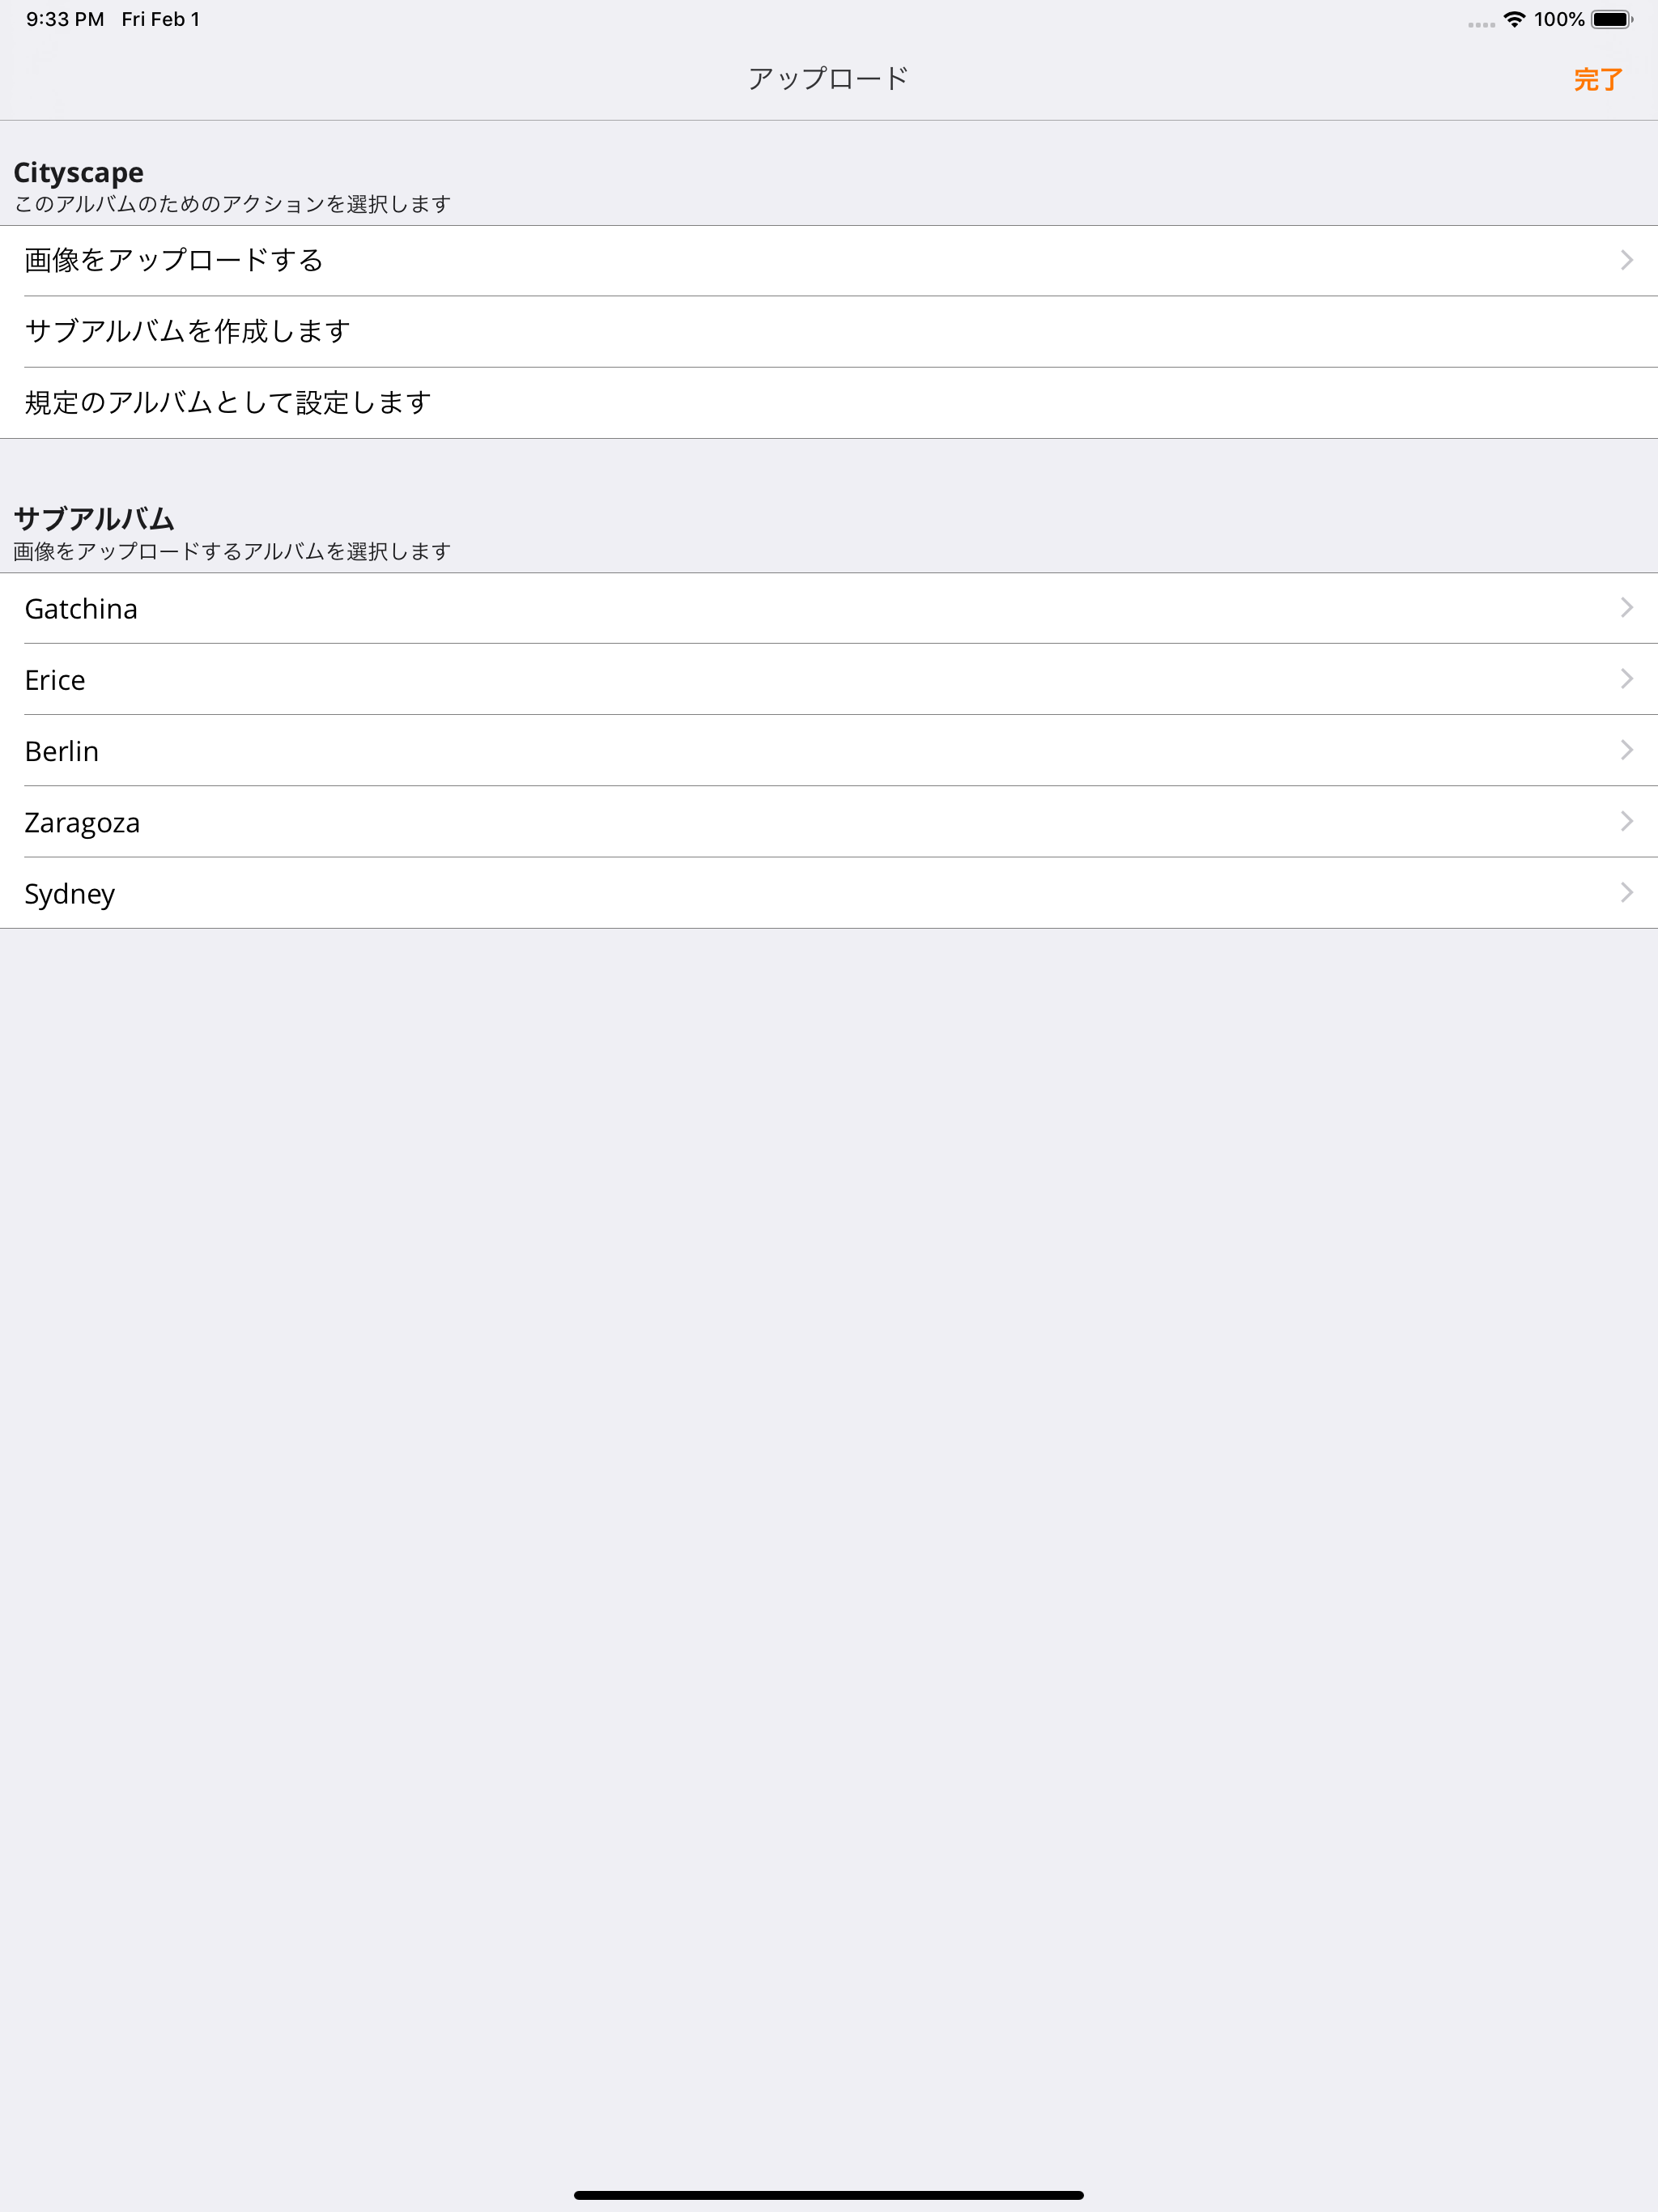 9:33 PM Fri Feb 1 100%
アップロード 完了
Cityscape
このアルバムのためのアクションを選択します
画像をアップロードする
サブアルバムを作成します
規定のアルバムとして設定します
サブアルバム
画像をアップロードするアルバムを選択します
Gatchina
Erice
Berlin
Zaragoza
Sydney